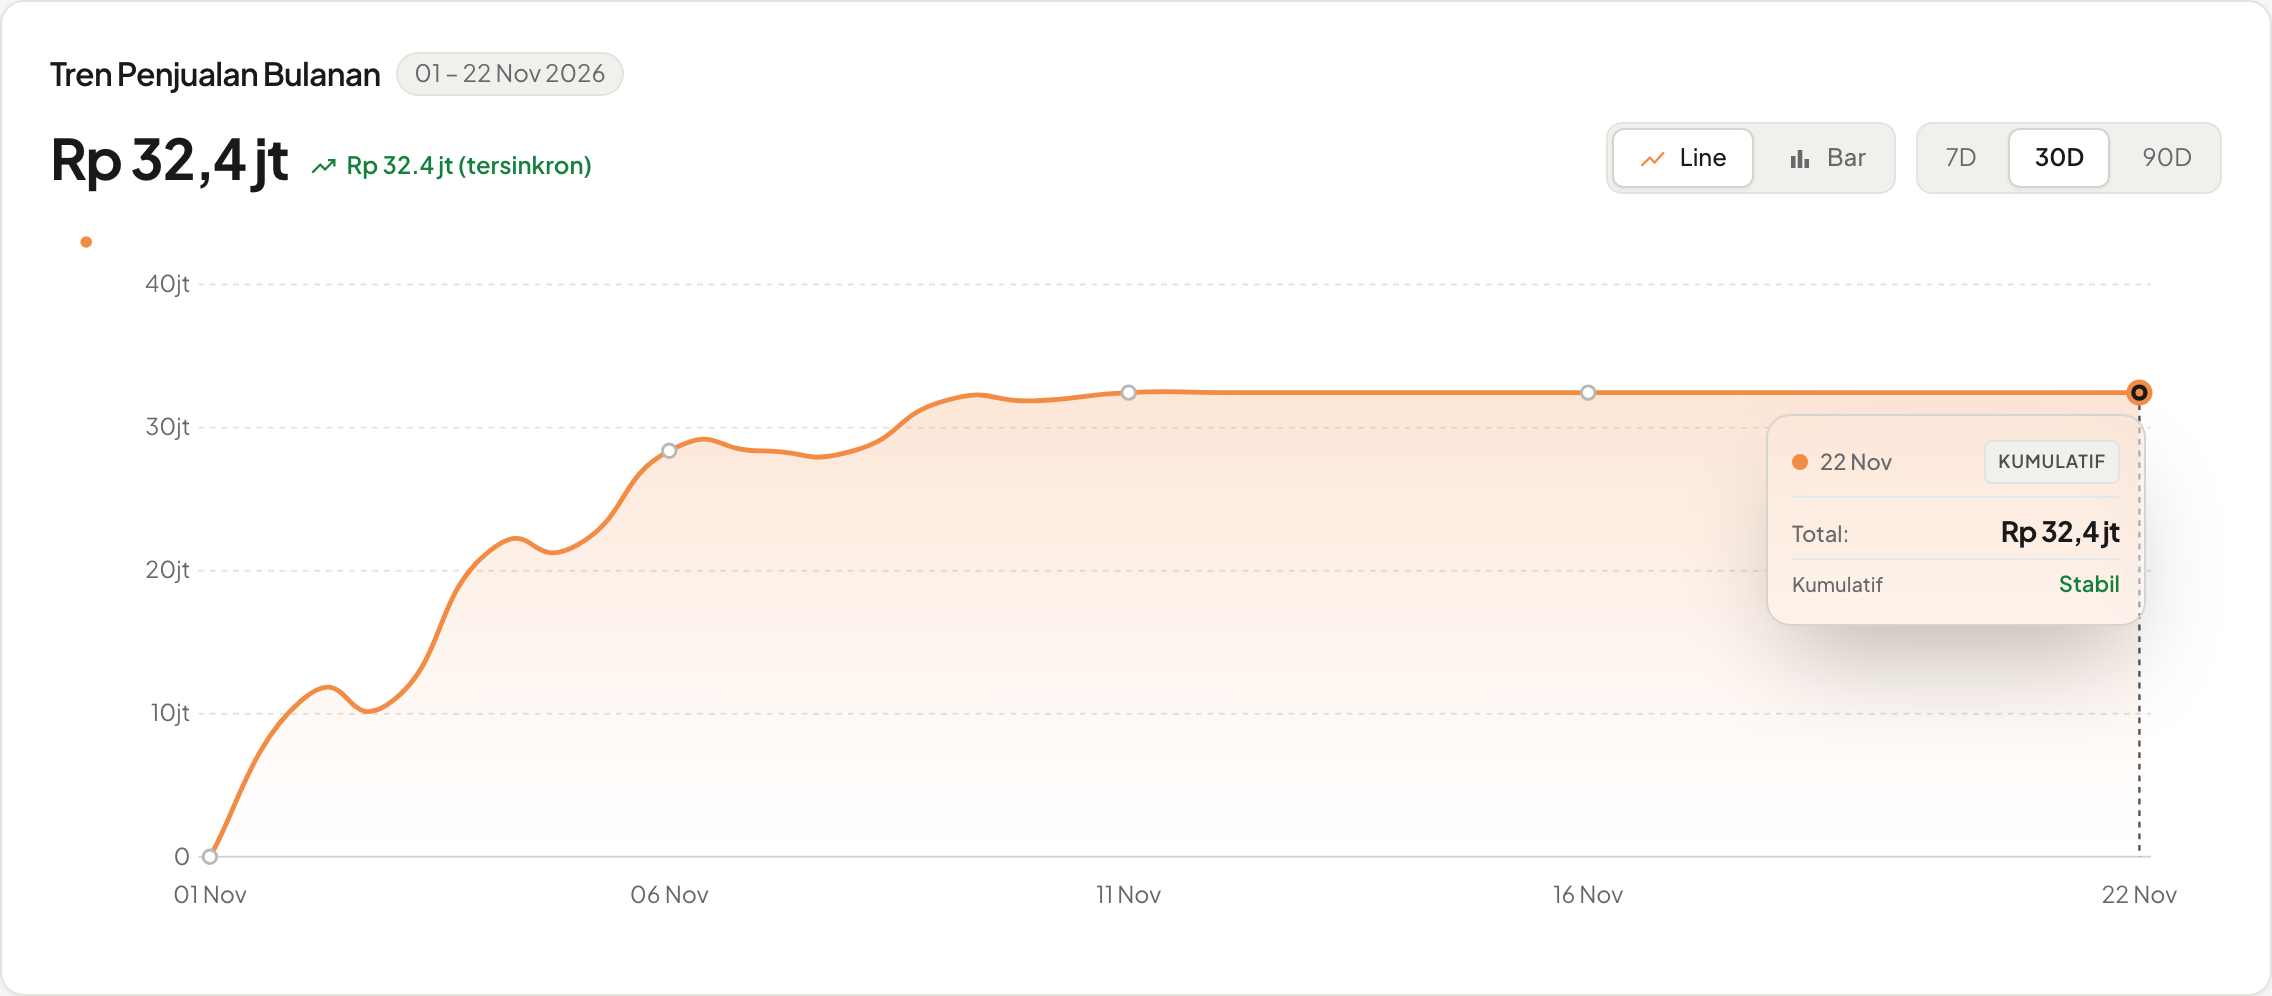 Tren Penjualan Bulanan 01 – 22 Nov 2026
Rp 32,4 jt Rp 32.4 jt (tersinkron)
Line Bar 7D 30D 90D
40jt
30jt
20jt
10jt
0
22 Nov KUMULATIF
Total: Rp 32,4 jt
Kumulatif Stabil
01 Nov 06 Nov 11 Nov 16 Nov 22 Nov